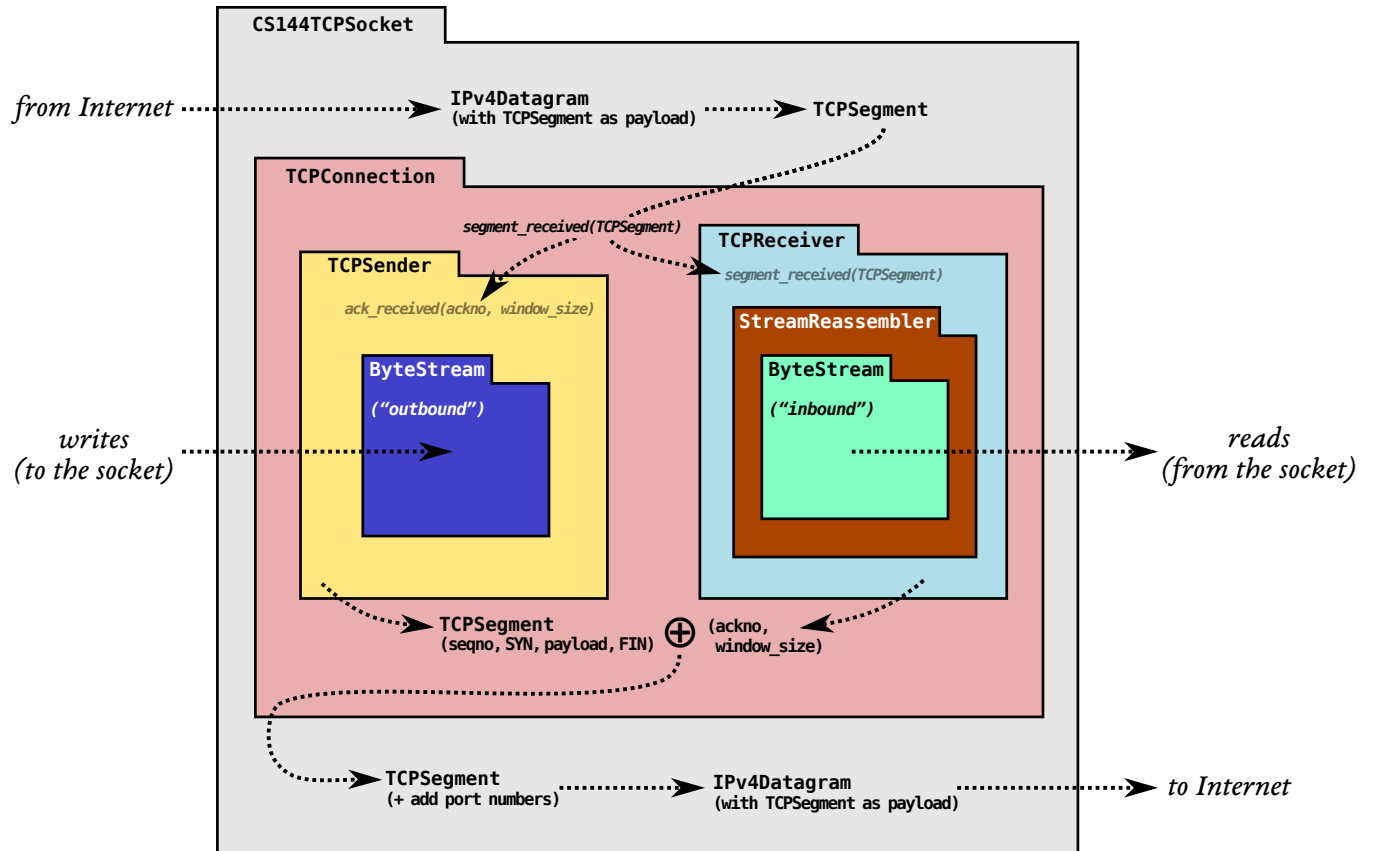 CS144TCPSocket
from Internet
IPv4Datagram
(with TCPSegment as payload)
TCPSegment
TCPConnection
segment_received(TCPSegment)
TCPReceiver
segment_received(TCPSegment)
TCPSender
ack_received(ackno, window_size)
StreamReassembler
ByteStream
(“outbound”)
ByteStream
(“inbound”)
writes
(to the socket)
reads
(from the socket)
TCPSegment
(seqno, SYN, payload, FIN)
⊕
(ackno,
window_size)
TCPSegment
(+ add port numbers)
IPv4Datagram
(with TCPSegment as payload)
to Internet